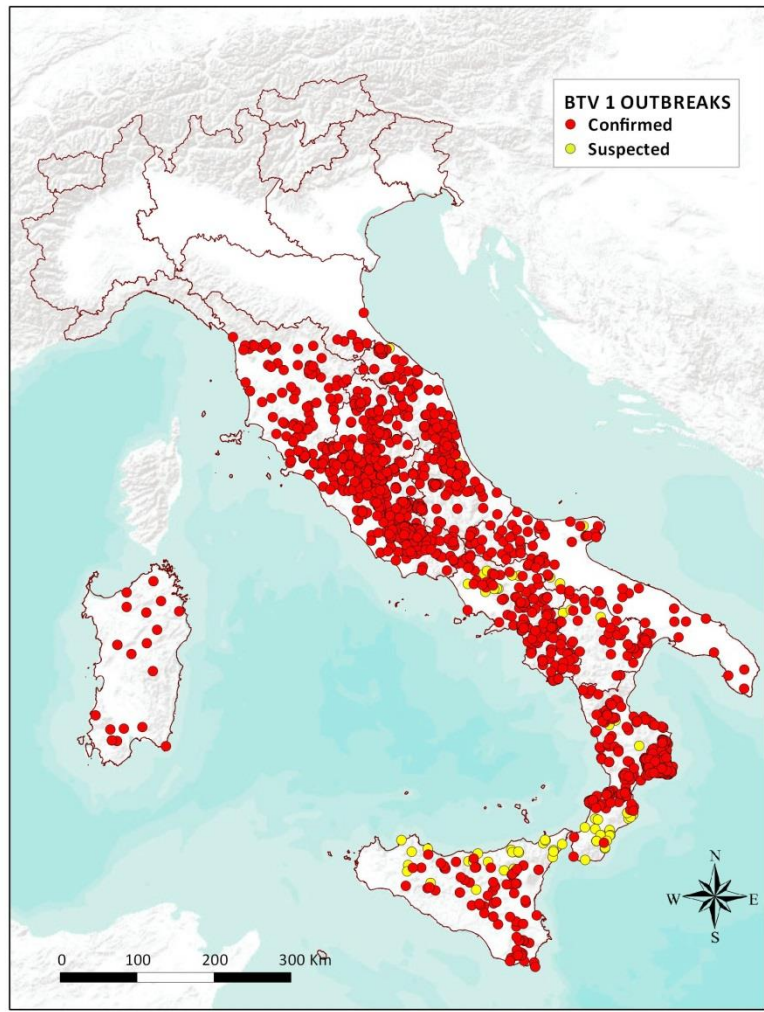 BTV 1 OUTBREAKS
Confirmed
Suspected
N
W E
S
0 100 200 300 Km